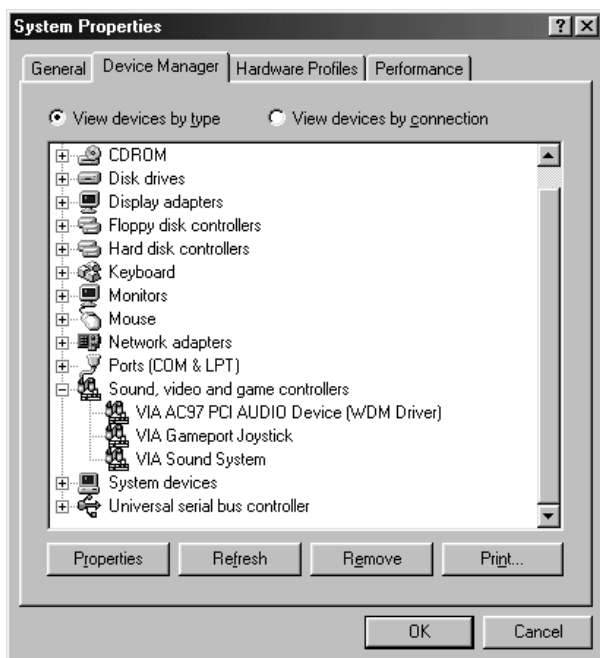 System Properties
General Device Manager Hardware Profiles Performance
View devices by type View devices by connection
CDROM
Disk drives
Display adapters
Floppy disk controllers
Hard disk controllers
Keyboard
Monitors
Mouse
Network adapters
Ports (COM & LPT)
Sound, video and game controllers
VIA AC97 PCI AUDIO Device (WDM Driver)
VIA Gameport Joystick
VIA Sound System
System devices
Universal serial bus controller
Properties Refresh Remove Print...
OK Cancel